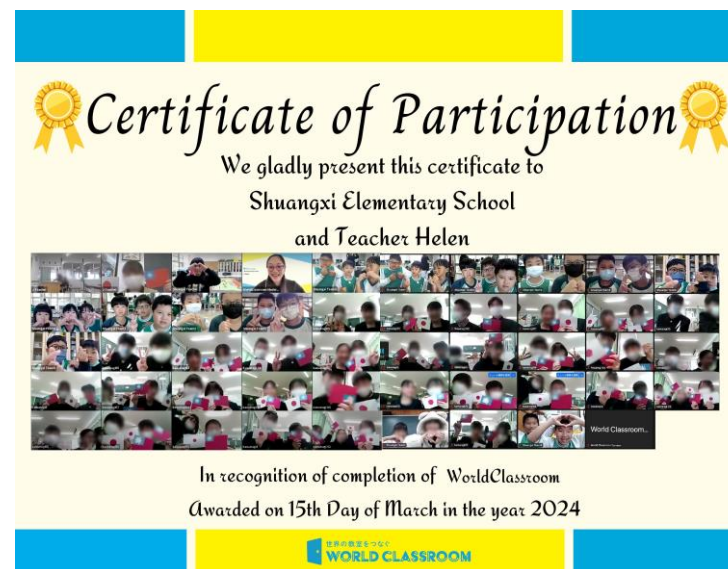 Certificate of Participation
We gladly present this certificate to
Shuangxi Elementary School
and Teacher Helen
World Classroom...
In recognition of completion of WorldClassroom
Awarded on 15th Day of March in the year 2024
世界の教室をつなぐ
WORLD CLASSROOM